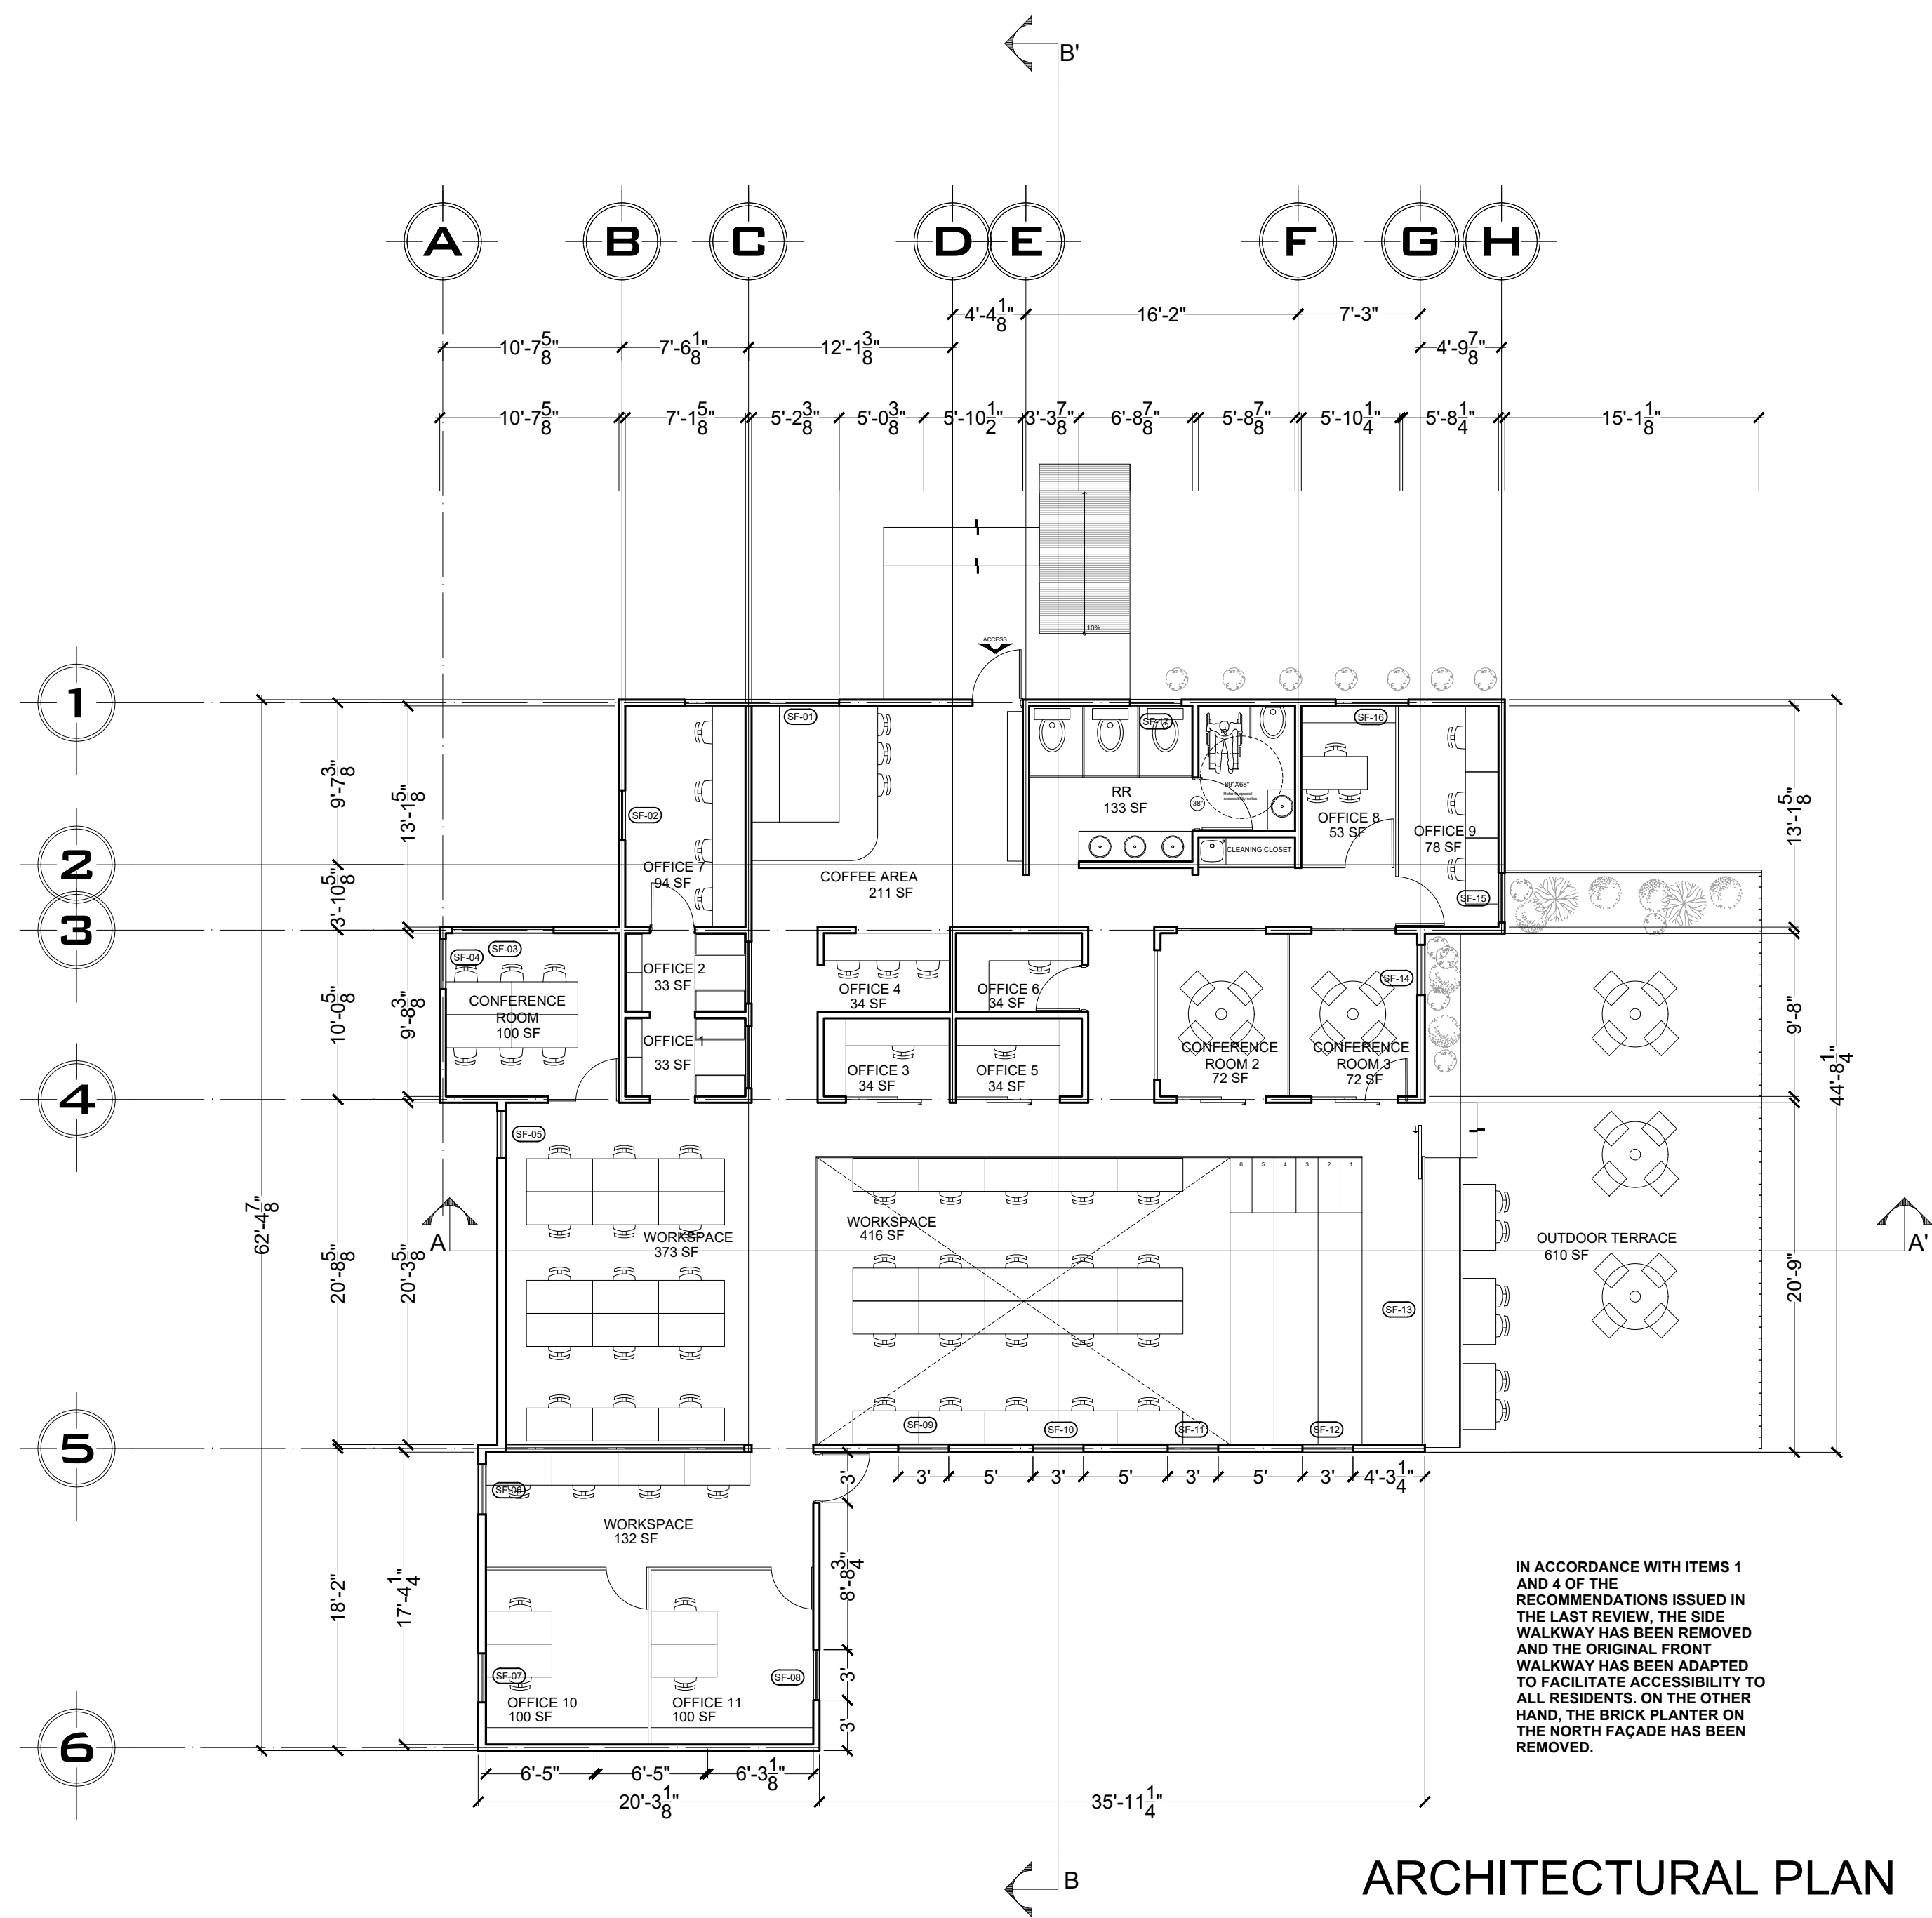 B'
A B C D E F G H
4'-4 1/8" 16'-2" 7'-3"
10'-7 5/8" 7'-6 1/8" 12'-1 3/8" 4'-9 7/8"
10'-7 5/8" 7'-1 5/8" 5'-2 3/8" 5'-0 3/8" 5'-10 1/2" 3'-3 7/8" 6'-8 7/8" 5'-8 7/8" 5'-10 1/4" 5'-8 1/4" 15'-1 1/8"
10%
ACCESS
1
2
3
4
5
6
62'-4 7/8"
9'-7 3/8"
3'-10 5/8"
10'-0 5/8"
20'-8 5/8"
18'-2"
13'-1 5/8"
9'-8 3/8"
20'-3 5/8"
17'-4 1/4"
SF-01
SF-02
OFFICE 7
94 SF
COFFEE AREA
211 SF
SF-17
RR
133 SF
89"X68"
Refer to special
accessibility notes
38"
CLEANING CLOSET
SF-16
OFFICE 8
53 SF
OFFICE 9
78 SF
SF-15
SF-03
SF-04
CONFERENCE
ROOM
100 SF
OFFICE 2
33 SF
OFFICE 1
33 SF
OFFICE 4
34 SF
OFFICE 6
34 SF
OFFICE 3
34 SF
OFFICE 5
34 SF
CONFERENCE
ROOM 2
72 SF
SF-14
CONFERENCE
ROOM 3
72 SF
13'-1 5/8"
9'-8"
20'-9"
44'-8 1/4"
SF-05
A
WORKSPACE
373 SF
WORKSPACE
416 SF
6 5 4 3 2 1
SF-13
OUTDOOR TERRACE
610 SF
A'
SF-09
SF-10
SF-11
SF-12
3' 5' 3' 5' 3' 5' 3' 4'-3 1/4"
SF-06
WORKSPACE
132 SF
3'
8'-8 3/4"
3'
3'
SF-07
OFFICE 10
100 SF
SF-08
OFFICE 11
100 SF
6'-5" 6'-5" 6'-3 1/8"
20'-3 1/8" 35'-11 1/4"
IN ACCORDANCE WITH ITEMS 1
AND 4 OF THE
RECOMMENDATIONS ISSUED IN
THE LAST REVIEW, THE SIDE
WALKWAY HAS BEEN REMOVED
AND THE ORIGINAL FRONT
WALKWAY HAS BEEN ADAPTED
TO FACILITATE ACCESSIBILITY TO
ALL RESIDENTS. ON THE OTHER
HAND, THE BRICK PLANTER ON
THE NORTH FAÇADE HAS BEEN
REMOVED.
B
ARCHITECTURAL PLAN